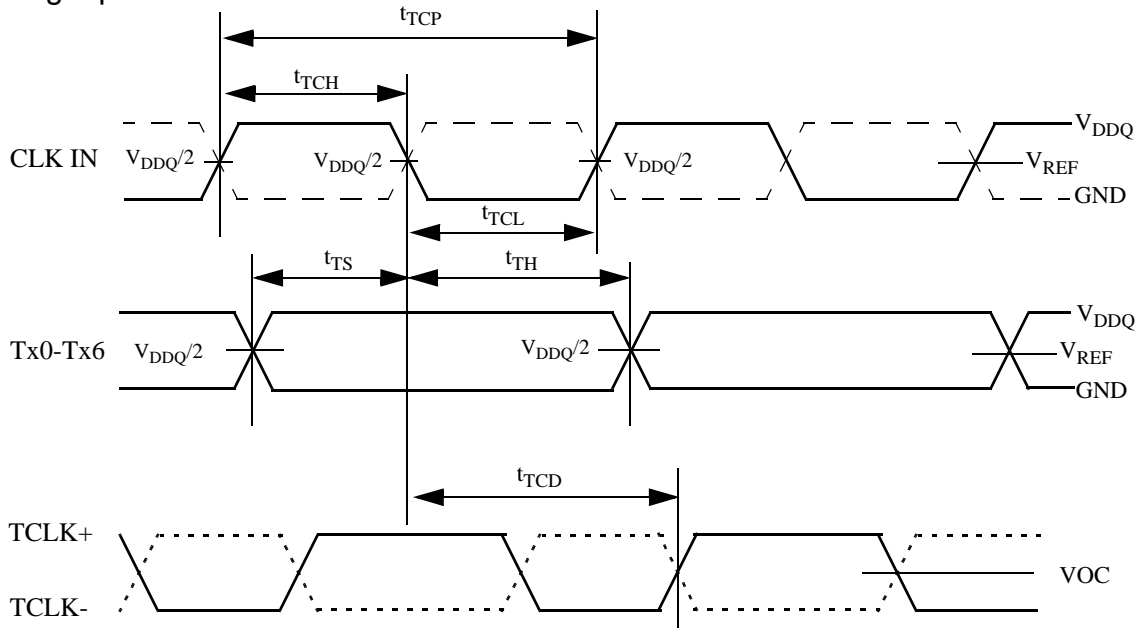 tTCP
tTCH
CLK IN
VDDQ/2
VDDQ/2
VDDQ/2
VDDQ
VREF
GND
tTCL
tTS
tTH
Tx0-Tx6
VDDQ/2
VDDQ/2
VDDQ
VREF
GND
tTCD
TCLK+
TCLK-
VOC